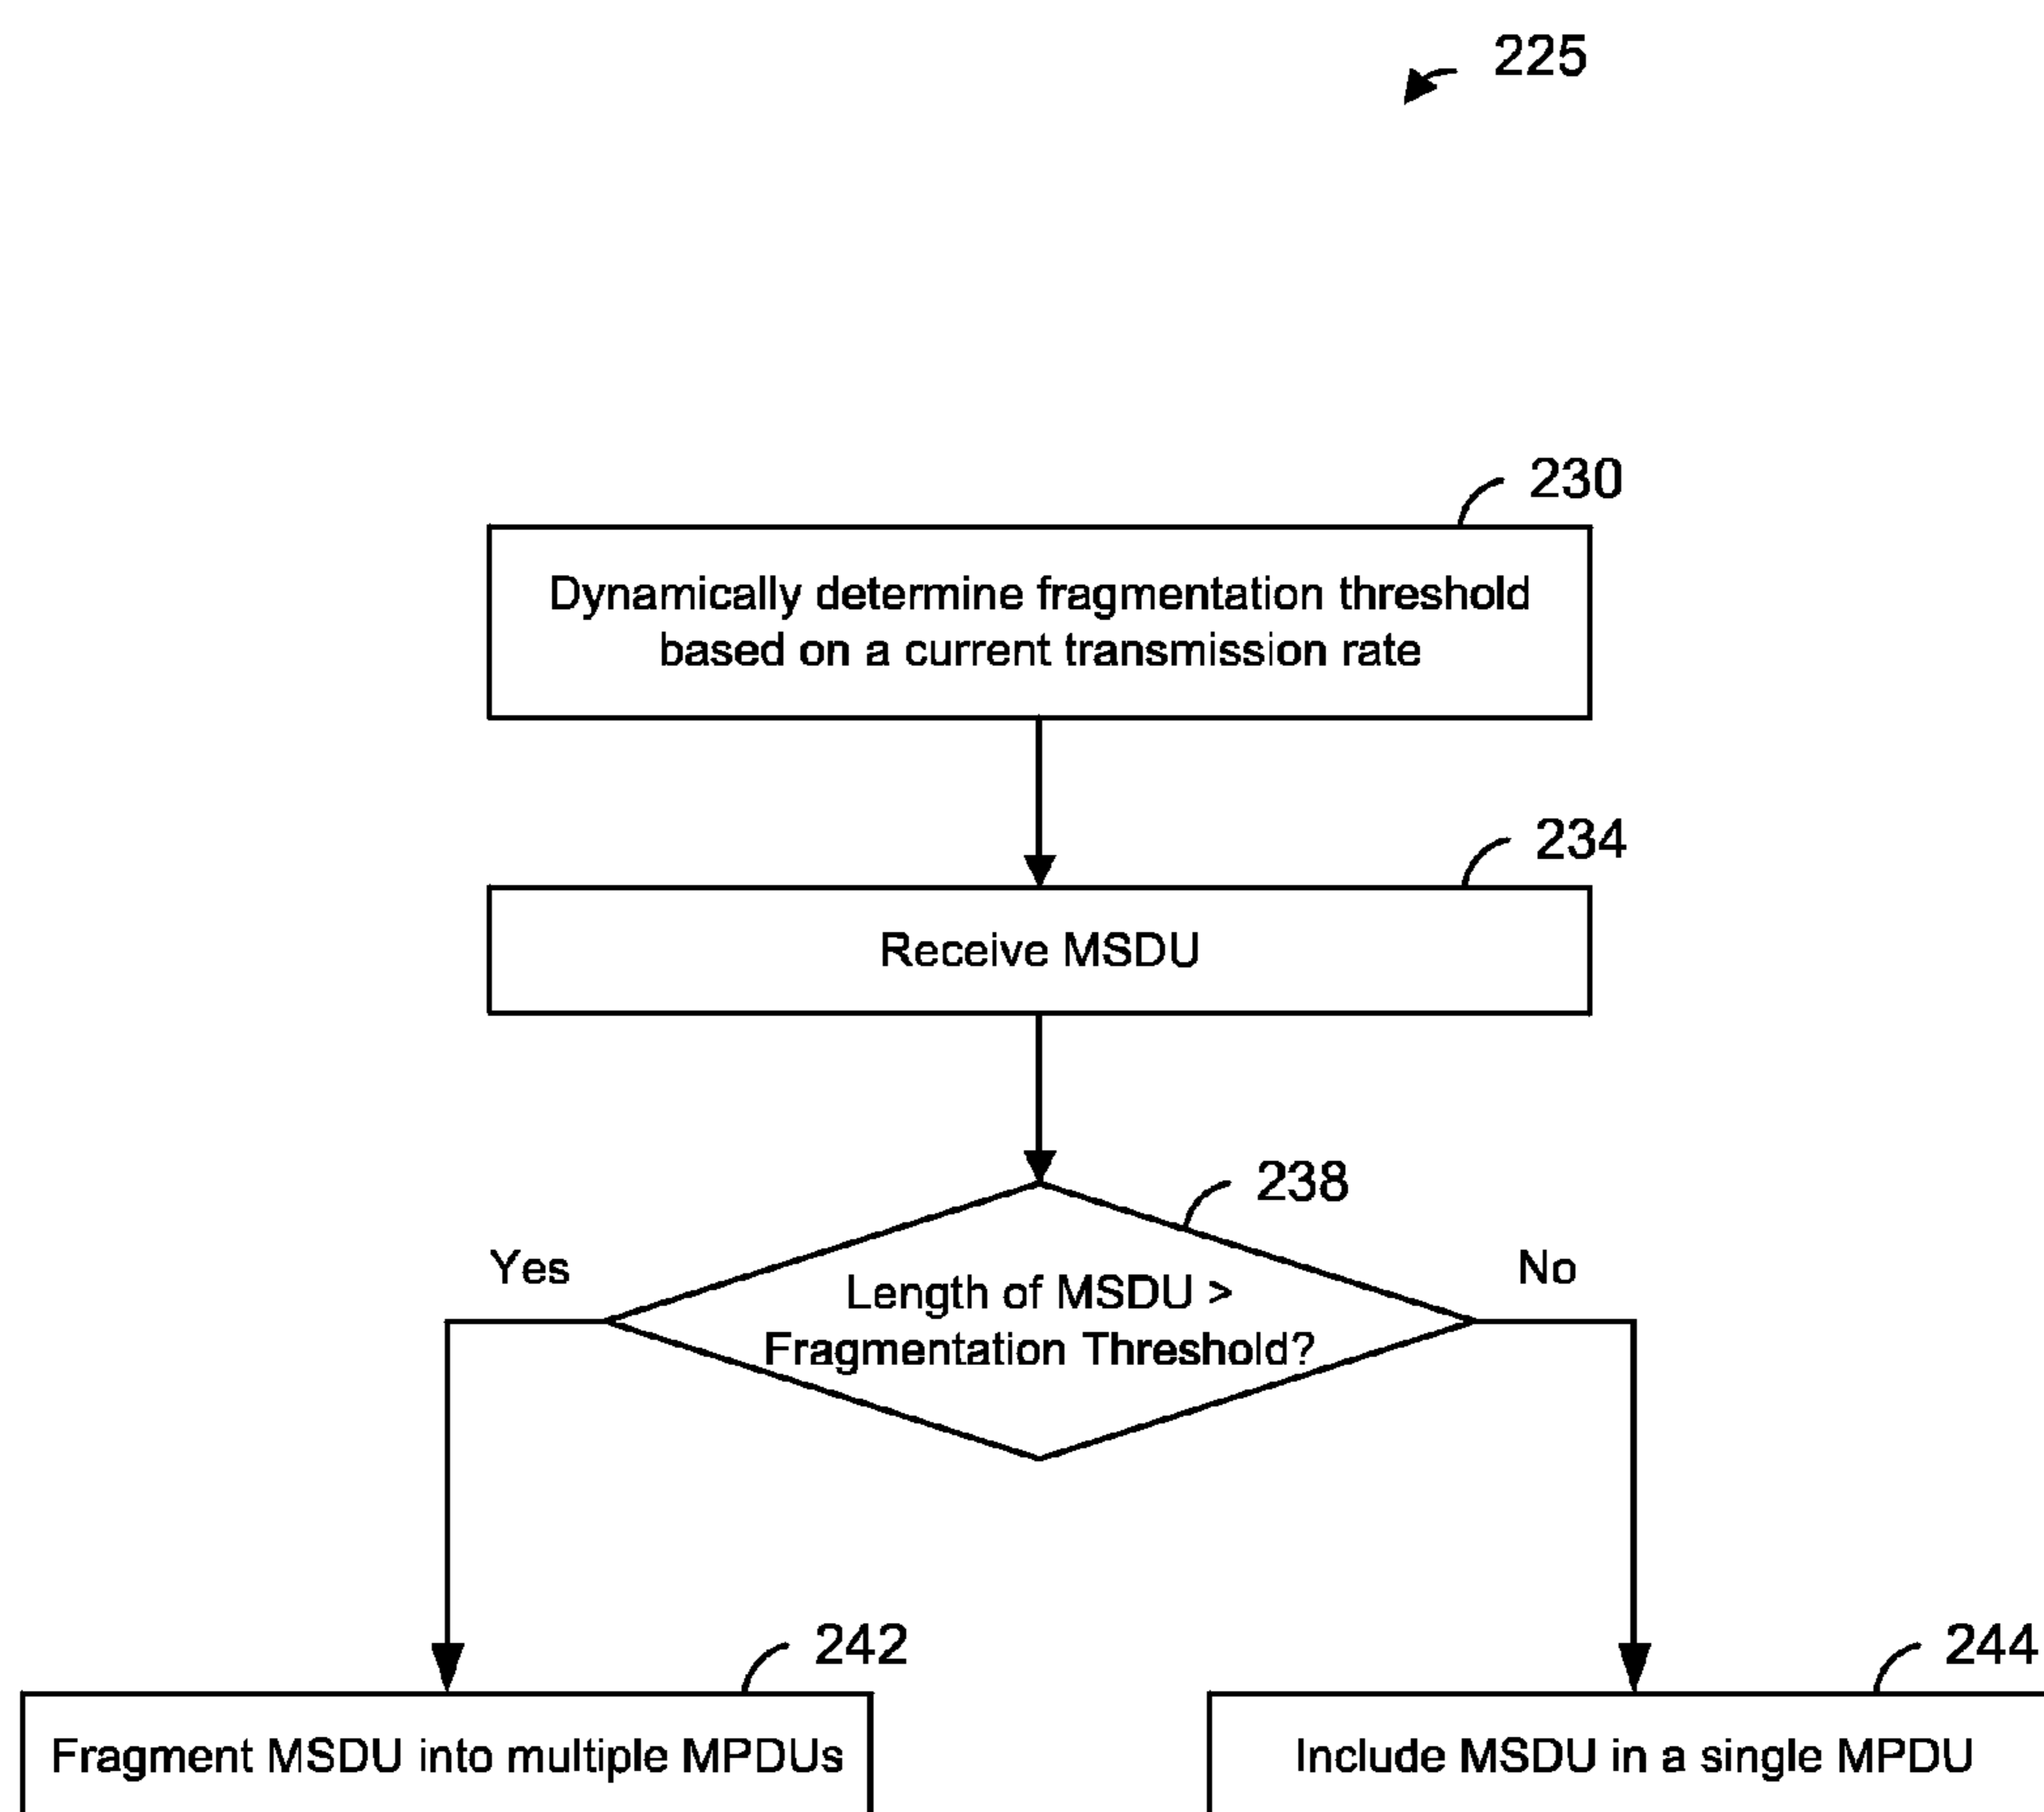 225
230
Dynamically determine fragmentation threshold
based on a current transmission rate
234
Receive MSDU
238
Yes
No
Length of MSDU >
Fragmentation Threshold?
242
244
Fragment MSDU into multiple MPDUs
Include MSDU in a single MPDU